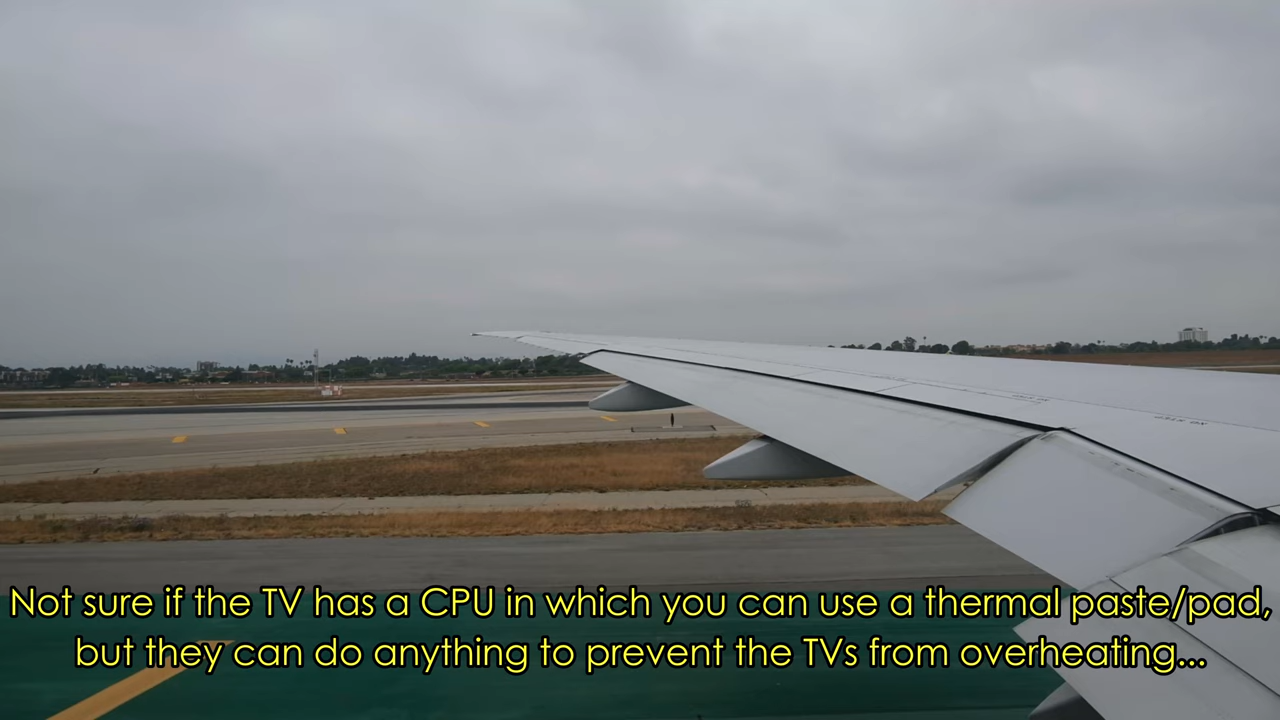 Not sure if the TV has a CPU in which you can use a thermal paste/pad,
but they can do anything to prevent the TVs from overheating...